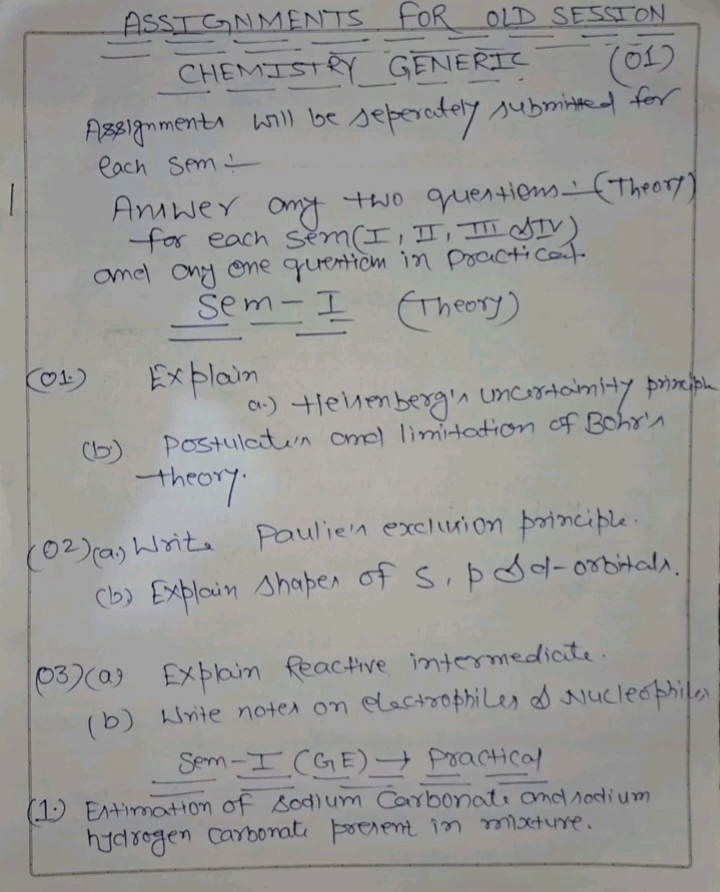 ASSIGNMENTS FOR OLD SESSION
CHEMISTRY GENERIC (01)
Assignments will be seperately submitted for
each sem :-
Answer any two questions :- (Theory)
for each sem (I, II, III & IV)
and any one question in practical.
Sem - I (Theory)
(01.) Explain
a.) Heisenberg's uncertainity principle
(b) Postulates and limitation of Bohr's
theory.
(02) (a.) Write Paulie's exclusion principle.
(b) Explain shapes of s, p & d-orbitals.
(03) (a) Explain Reactive intermediate.
(b) Write notes on electrophiles & Nucleophiles
Sem-I (GE) → Practical
(1.) Estimation of sodium Carbonate and sodium
hydrogen carbonate present in mixture.